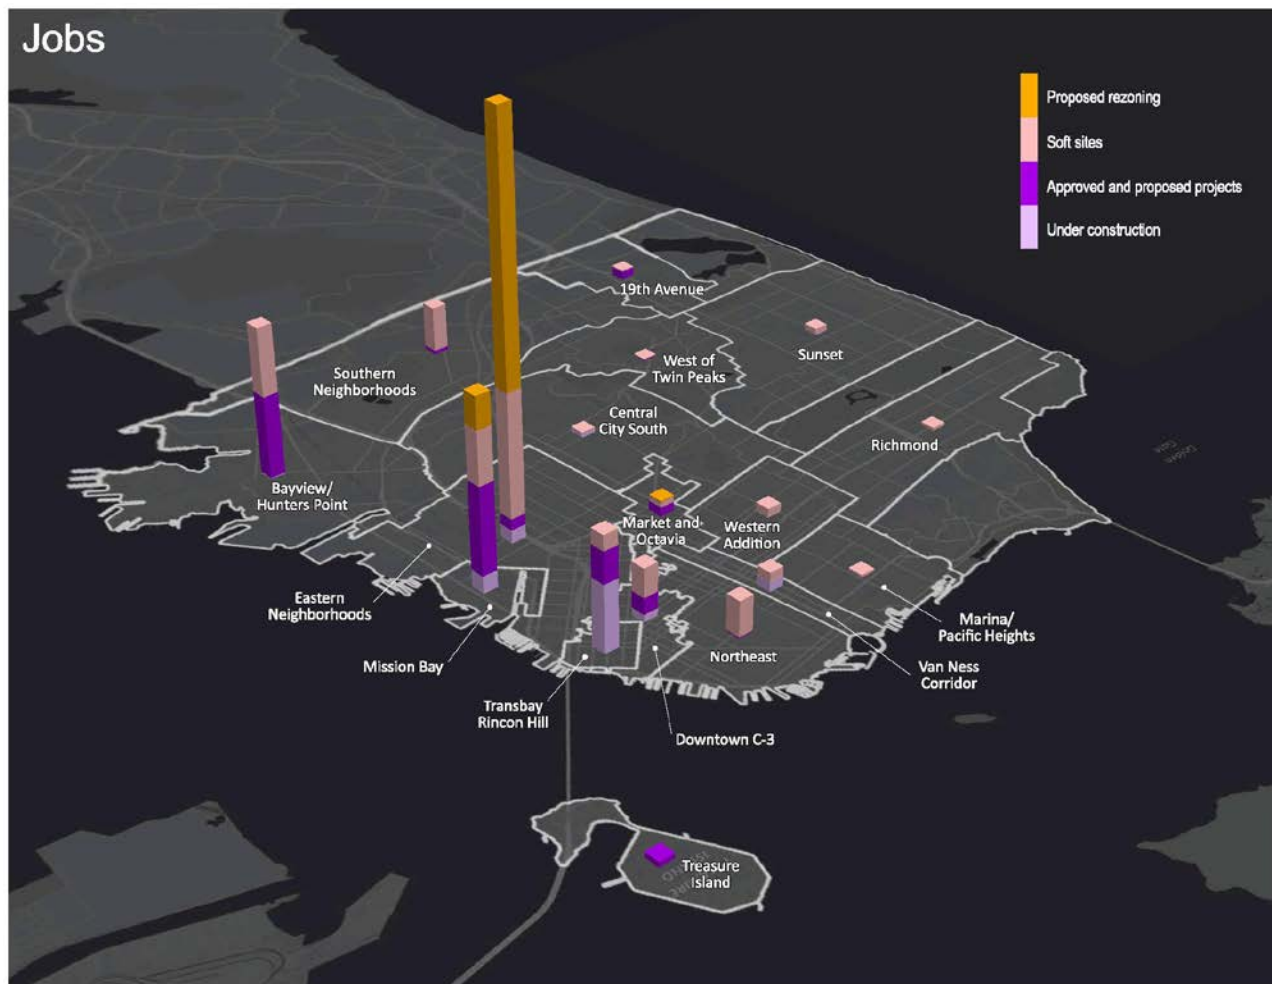 Jobs
Proposed rezoning
Soft sites
Approved and proposed projects
Under construction
19th Avenue
Sunset
West of
Twin Peaks
Southern
Neighborhoods
Central
City South
Richmond
Bayview/
Hunters Point
Market and
Octavia
Western
Addition
Eastern
Neighborhoods
Marina/
Pacific Heights
Mission Bay
Northeast
Van Ness
Corridor
Transbay
Rincon Hill
Downtown C-3
Treasure
Island